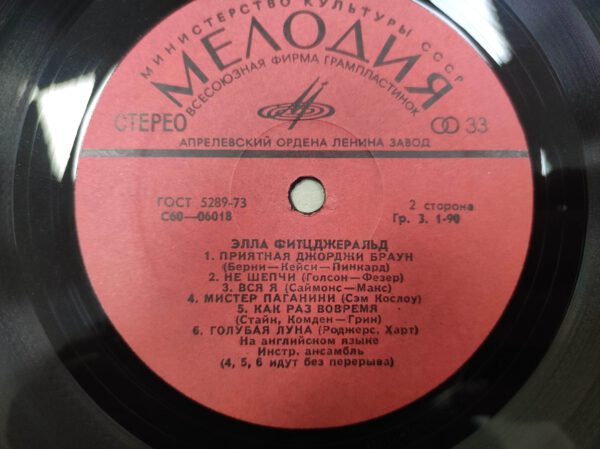 МИНИСТЕРСТВО КУЛЬТУРЫ СССР
МЕЛОДИЯ
ВСЕСОЮЗНАЯ ФИРМА ГРАМПЛАСТИНОК
СТЕРЕО
33
АПРЕЛЕВСКИЙ ОРДЕНА ЛЕНИНА ЗАВОД
ГОСТ 5289-73
2 сторона
С60—06018
Гр. 3. 1-90
ЭЛЛА ФИТЦДЖЕРАЛЬД
1. ПРИЯТНАЯ ДЖОРДЖИ БРАУН
(Берни—Кейси—Пинкард)
2. НЕ ШЕПЧИ (Голсон—Фезер)
3. ВСЯ Я (Саймонс—Макс)
4. МИСТЕР ПАГАНИНИ (Сэм Кослоу)
5. КАК РАЗ ВОВРЕМЯ
(Стайн, Комден—Грин)
6. ГОЛУБАЯ ЛУНА (Роджерс, Харт)
На английском языке
Инстр. ансамбль
(4, 5, 6 идут без перерыва)